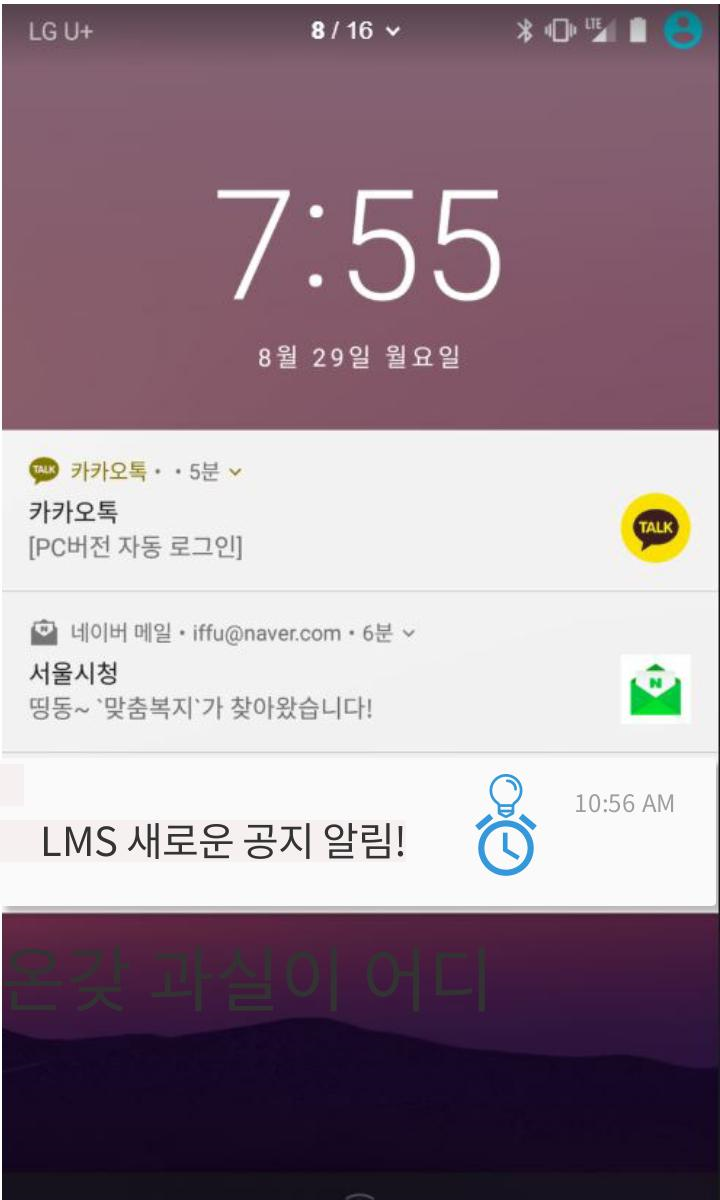 LG U+
8 / 16
LTE
7:55
8월 29일 월요일
TALK 카카오톡 • • 5분
카카오톡
TALK
[PC버전 자동 로그인]
N 네이버 메일 • iffu@naver.com • 6분
서울시청
N
띵동~ `맞춤복지`가 찾아왔습니다!
10:56 AM
LMS 새로운 공지 알림!
온갖 과실이 어디